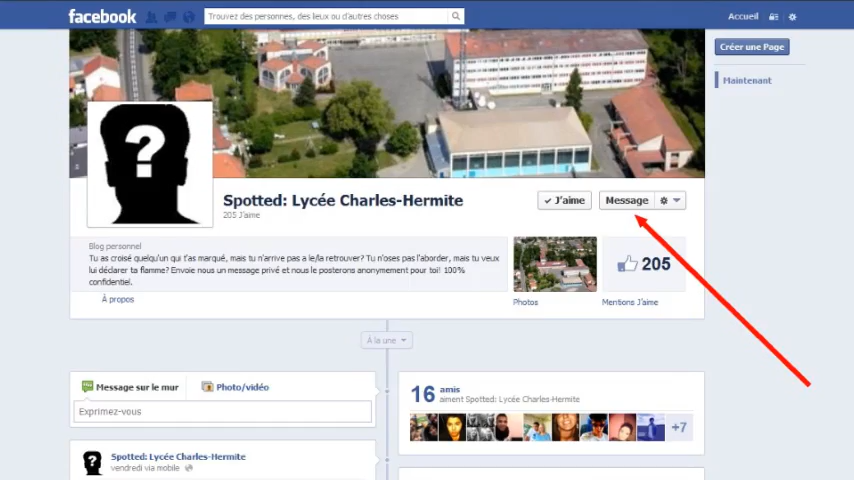 facebook
Trouvez des personnes, des lieux ou d'autres choses
Accueil
Créer une Page
Maintenant
Spotted: Lycée Charles-Hermite
205 J'aime
J'aime
Message
Blog personnel
Tu as croisé quelqu'un qui t'as marqué, mais tu n'arrive pas a le/la retrouver? Tu n'oses pas l'aborder, mais tu veux
lui déclarer ta flamme? Envoie nous un message privé et nous le posterons anonymement pour toi! 100%
confidentiel.
À propos
Photos
205
Mentions J'aime
À la une
Message sur le mur
Photo/vidéo
Exprimez-vous
16 amis
aiment Spotted: Lycée Charles-Hermite
+7
Spotted: Lycée Charles-Hermite
vendredi via mobile